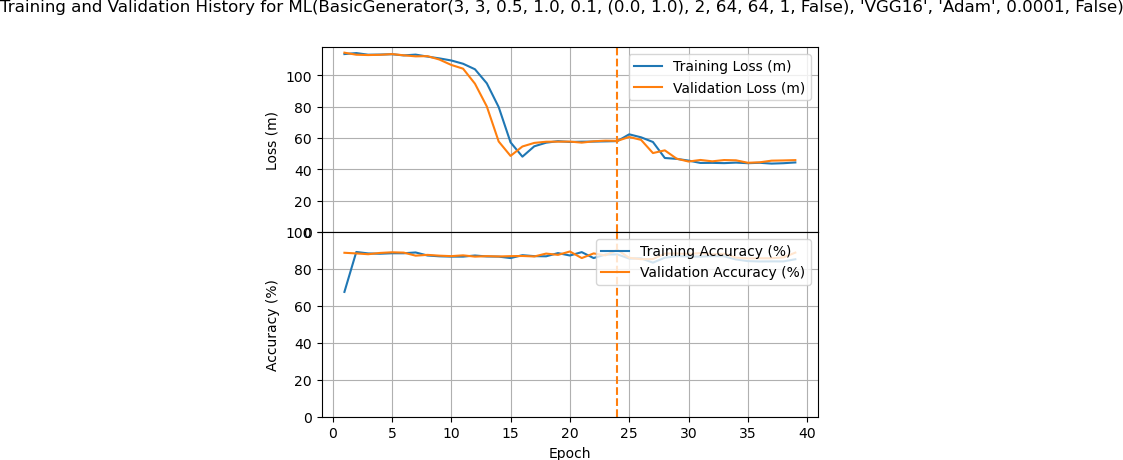 Training and Validation History for ML(BasicGenerator(3, 3, 0.5, 1.0, 0.1, (0.0, 1.0), 2, 64, 64, 1, False), 'VGG16', 'Adam', 0.0001, False)
Training Loss (m)
Validation Loss (m)
Loss (m)
100
80
60
40
20
0
Training Accuracy (%)
Validation Accuracy (%)
Accuracy (%)
100
80
60
40
20
0
0 5 10 15 20 25 30 35 40
Epoch